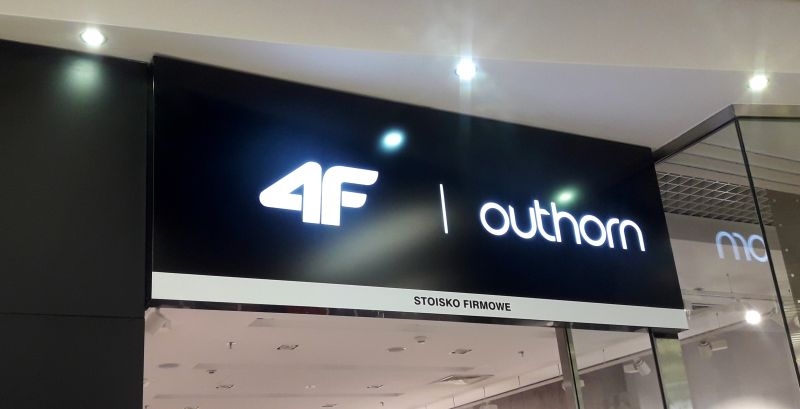 4F | outhorn
STOISKO FIRMOWE